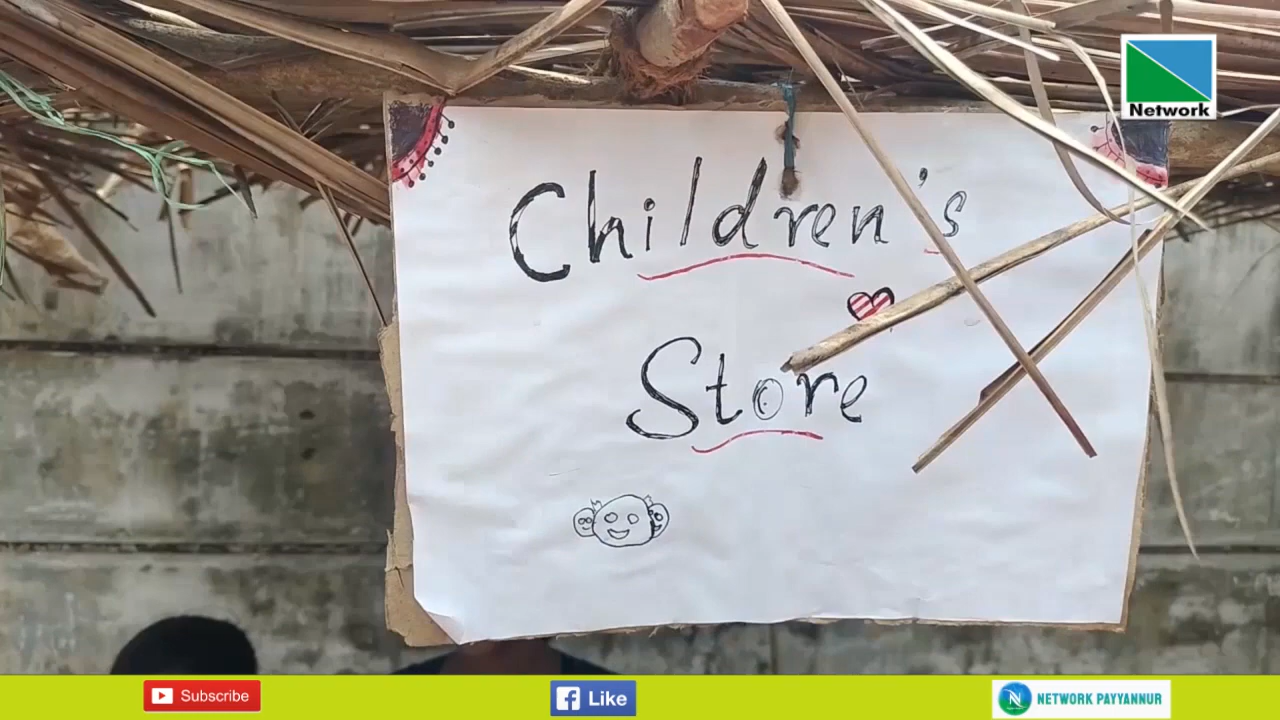 Network
Children's
Store
Subscribe
Like
NETWORK PAYYANNUR